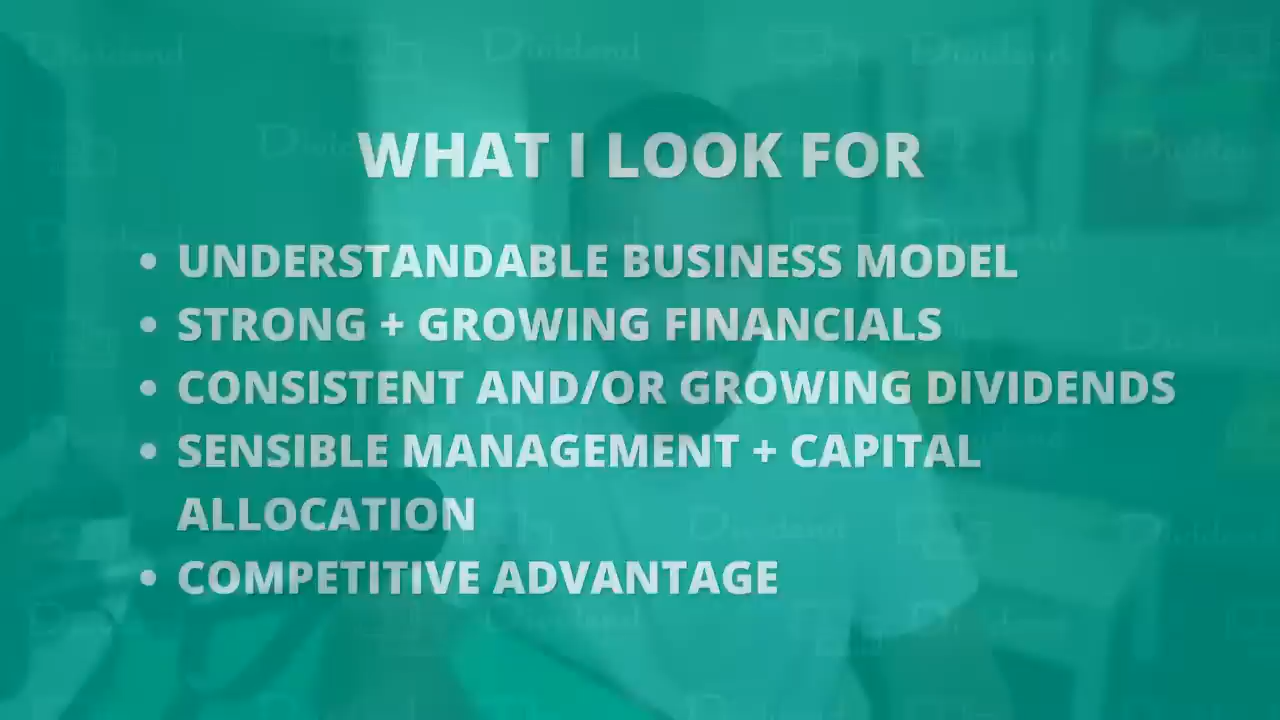 WHAT I LOOK FOR
• UNDERSTANDABLE BUSINESS MODEL
• STRONG + GROWING FINANCIALS
• CONSISTENT AND/OR GROWING DIVIDENDS
• SENSIBLE MANAGEMENT + CAPITAL
ALLOCATION
• COMPETITIVE ADVANTAGE